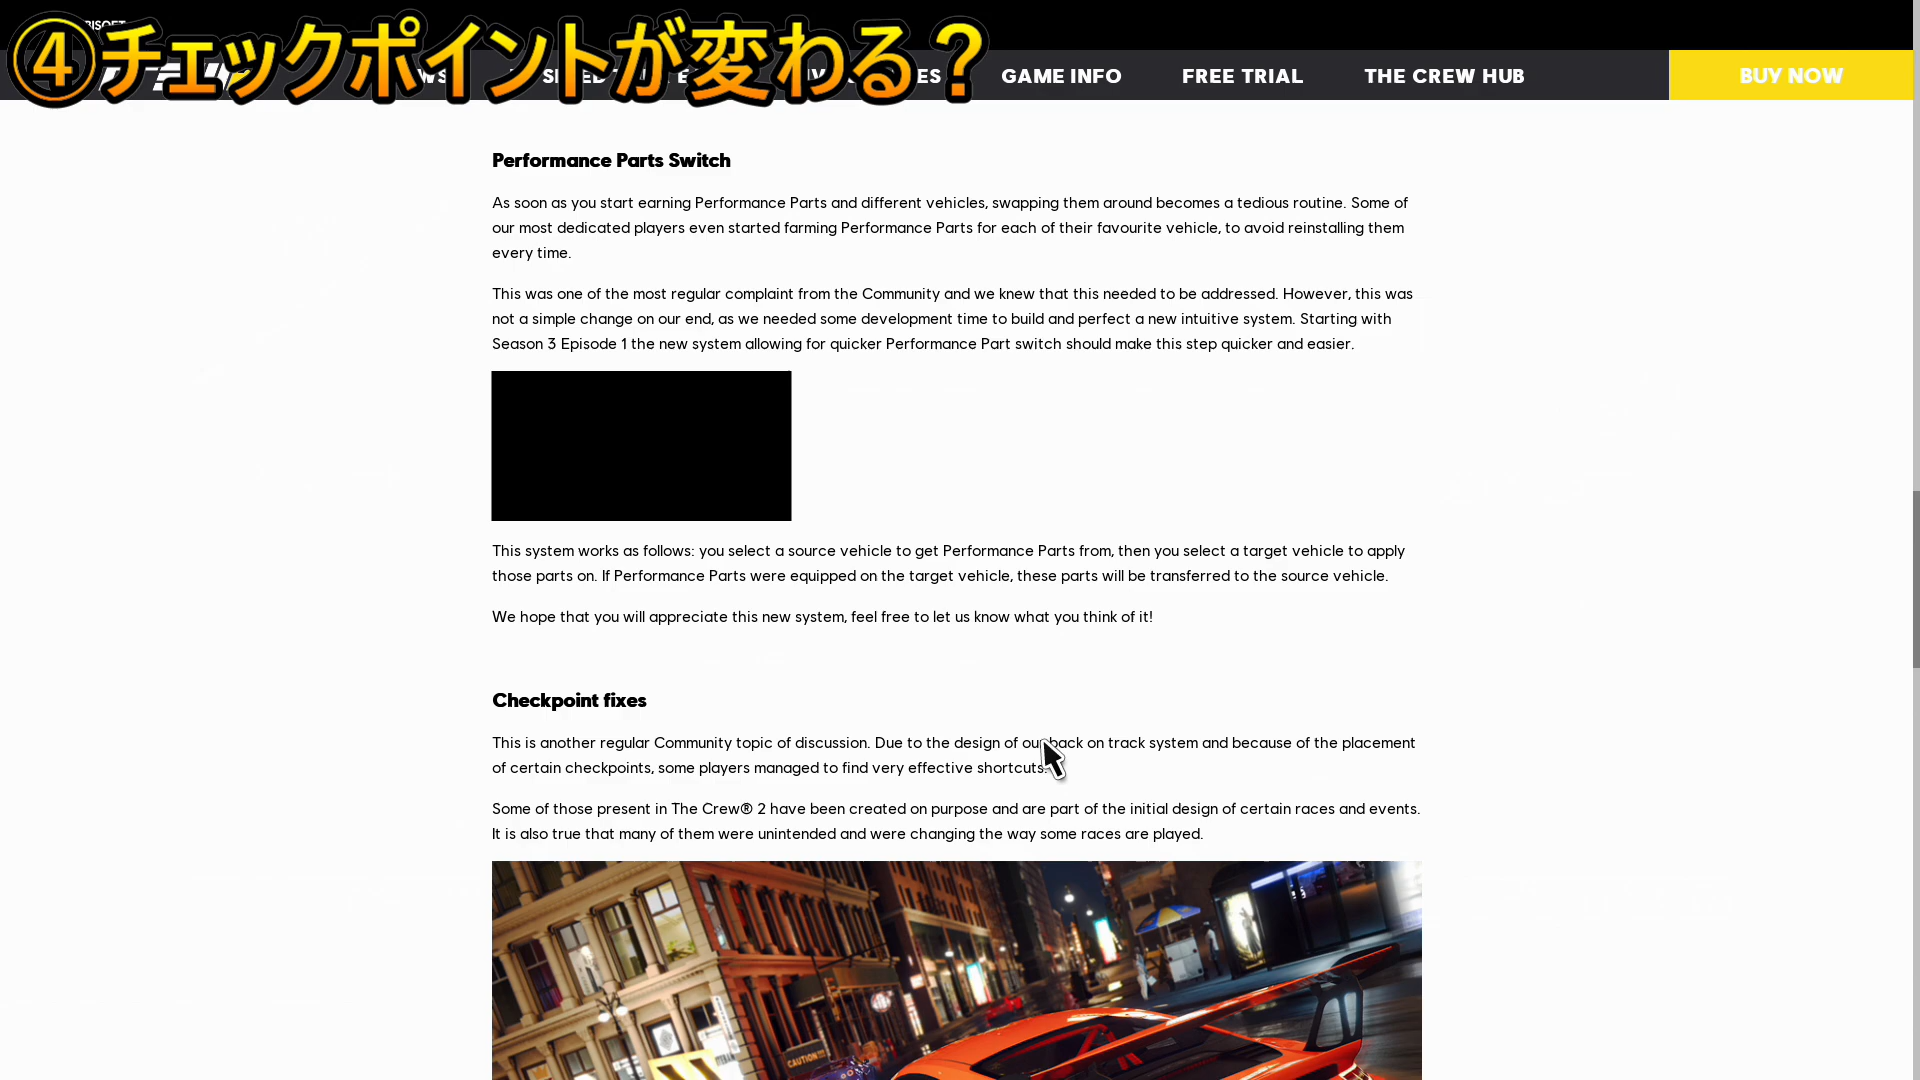 ④チェックポイントが変わる？
GAME INFO
FREE TRIAL
THE CREW HUB
BUY NOW
Performance Parts Switch
As soon as you start earning Performance Parts and different vehicles, swapping them around becomes a tedious routine. Some of
our most dedicated players even started farming Performance Parts for each of their favourite vehicle, to avoid reinstalling them
every time.
This was one of the most regular complaint from the Community and we knew that this needed to be addressed. However, this was
not a simple change on our end, as we needed some development time to build and perfect a new intuitive system. Starting with
Season 3 Episode 1 the new system allowing for quicker Performance Part switch should make this step quicker and easier.
This system works as follows: you select a source vehicle to get Performance Parts from, then you select a target vehicle to apply
those parts on. If Performance Parts were equipped on the target vehicle, these parts will be transferred to the source vehicle.
We hope that you will appreciate this new system, feel free to let us know what you think of it!
Checkpoint fixes
This is another regular Community topic of discussion. Due to the design of our back on track system and because of the placement
of certain checkpoints, some players managed to find very effective shortcuts.
Some of those present in The Crew® 2 have been created on purpose and are part of the initial design of certain races and events.
It is also true that many of them were unintended and were changing the way some races are played.
CAUTION